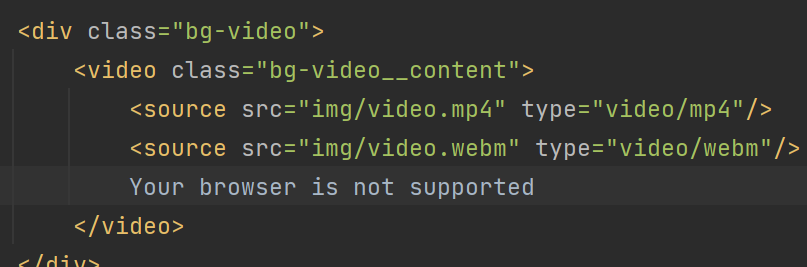 <div class="bg-video">
<video class="bg-video__content">
<source src="img/video.mp4" type="video/mp4"/>
<source src="img/video.webm" type="video/webm"/>
Your browser is not supported
</video>
</div>